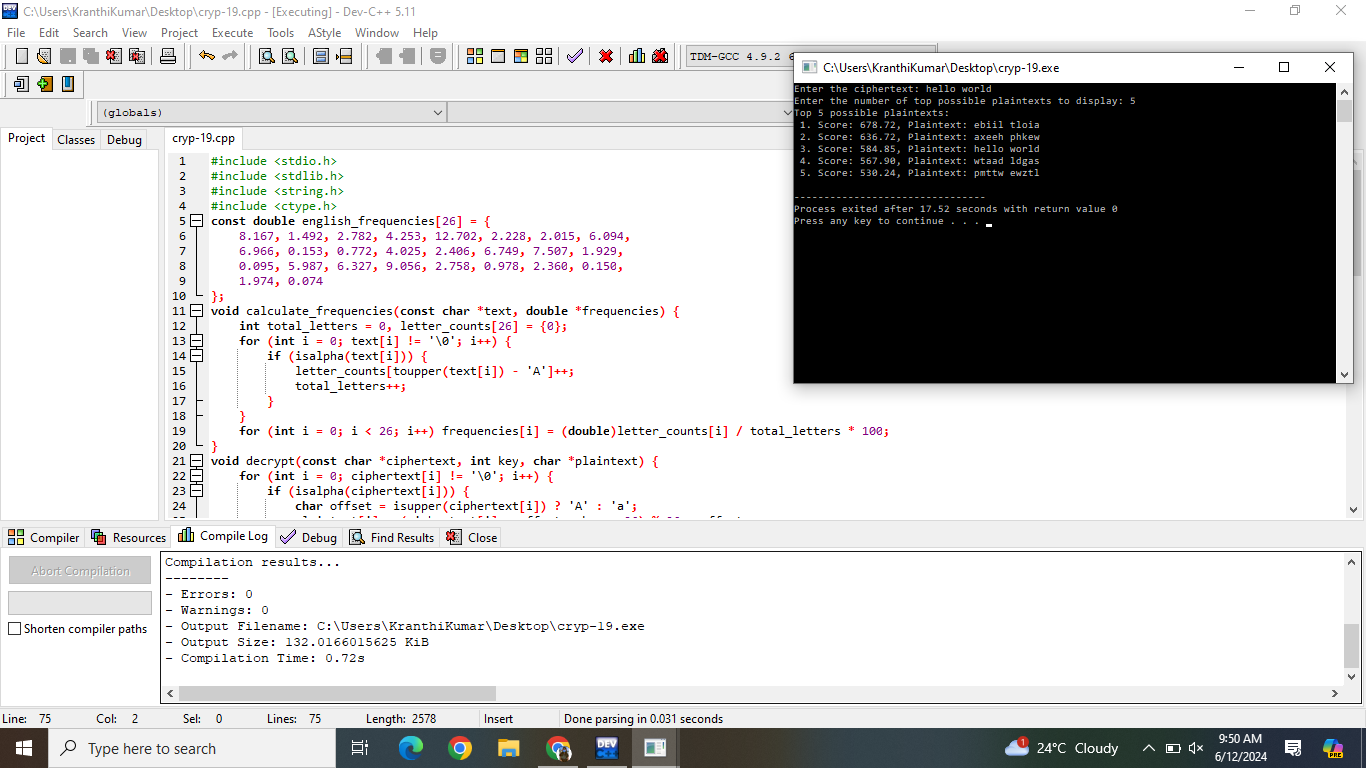 C:\Users\KranthiKumar\Desktop\cryp-19.cpp - [Executing] - Dev-C++ 5.11
File Edit Search View Project Execute Tools AStyle Window Help
TDM-GCC 4.9.2
(globals)
Project Classes Debug
cryp-19.cpp
1 #include <stdio.h>
2 #include <stdlib.h>
3 #include <string.h>
4 #include <ctype.h>
5 const double english_frequencies[26] = {
6 8.167, 1.492, 2.782, 4.253, 12.702, 2.228, 2.015, 6.094,
7 6.966, 0.153, 0.772, 4.025, 2.406, 6.749, 7.507, 1.929,
8 0.095, 5.987, 6.327, 9.056, 2.758, 0.978, 2.360, 0.150,
9 1.974, 0.074
10 };
11 void calculate_frequencies(const char *text, double *frequencies) {
12 int total_letters = 0, letter_counts[26] = {0};
13 for (int i = 0; text[i] != '\0'; i++) {
14 if (isalpha(text[i])) {
15 letter_counts[toupper(text[i]) - 'A']++;
16 total_letters++;
17 }
18 }
19 for (int i = 0; i < 26; i++) frequencies[i] = (double)letter_counts[i] / total_letters * 100;
20 }
21 void decrypt(const char *ciphertext, int key, char *plaintext) {
22 for (int i = 0; ciphertext[i] != '\0'; i++) {
23 if (isalpha(ciphertext[i])) {
24 char offset = isupper(ciphertext[i]) ? 'A' : 'a';
C:\Users\KranthiKumar\Desktop\cryp-19.exe
Enter the ciphertext: hello world
Enter the number of top possible plaintexts to display: 5
Top 5 possible plaintexts:
1. Score: 678.72, Plaintext: ebiil tloia
2. Score: 636.72, Plaintext: axeeh phkew
3. Score: 584.85, Plaintext: hello world
4. Score: 567.90, Plaintext: wtaad ldgas
5. Score: 530.24, Plaintext: pmttw ewztl
--------------------------------
Process exited after 17.52 seconds with return value 0
Press any key to continue . . .
Compiler Resources Compile Log Debug Find Results Close
Abort Compilation
Shorten compiler paths
Compilation results...
--------
- Errors: 0
- Warnings: 0
- Output Filename: C:\Users\KranthiKumar\Desktop\cryp-19.exe
- Output Size: 132.0166015625 KiB
- Compilation Time: 0.72s
Line: 75 Col: 2 Sel: 0 Lines: 75 Length: 2578 Insert Done parsing in 0.031 seconds
Type here to search
DEV
1
24°C Cloudy
9:50 AM
6/12/2024
PRE